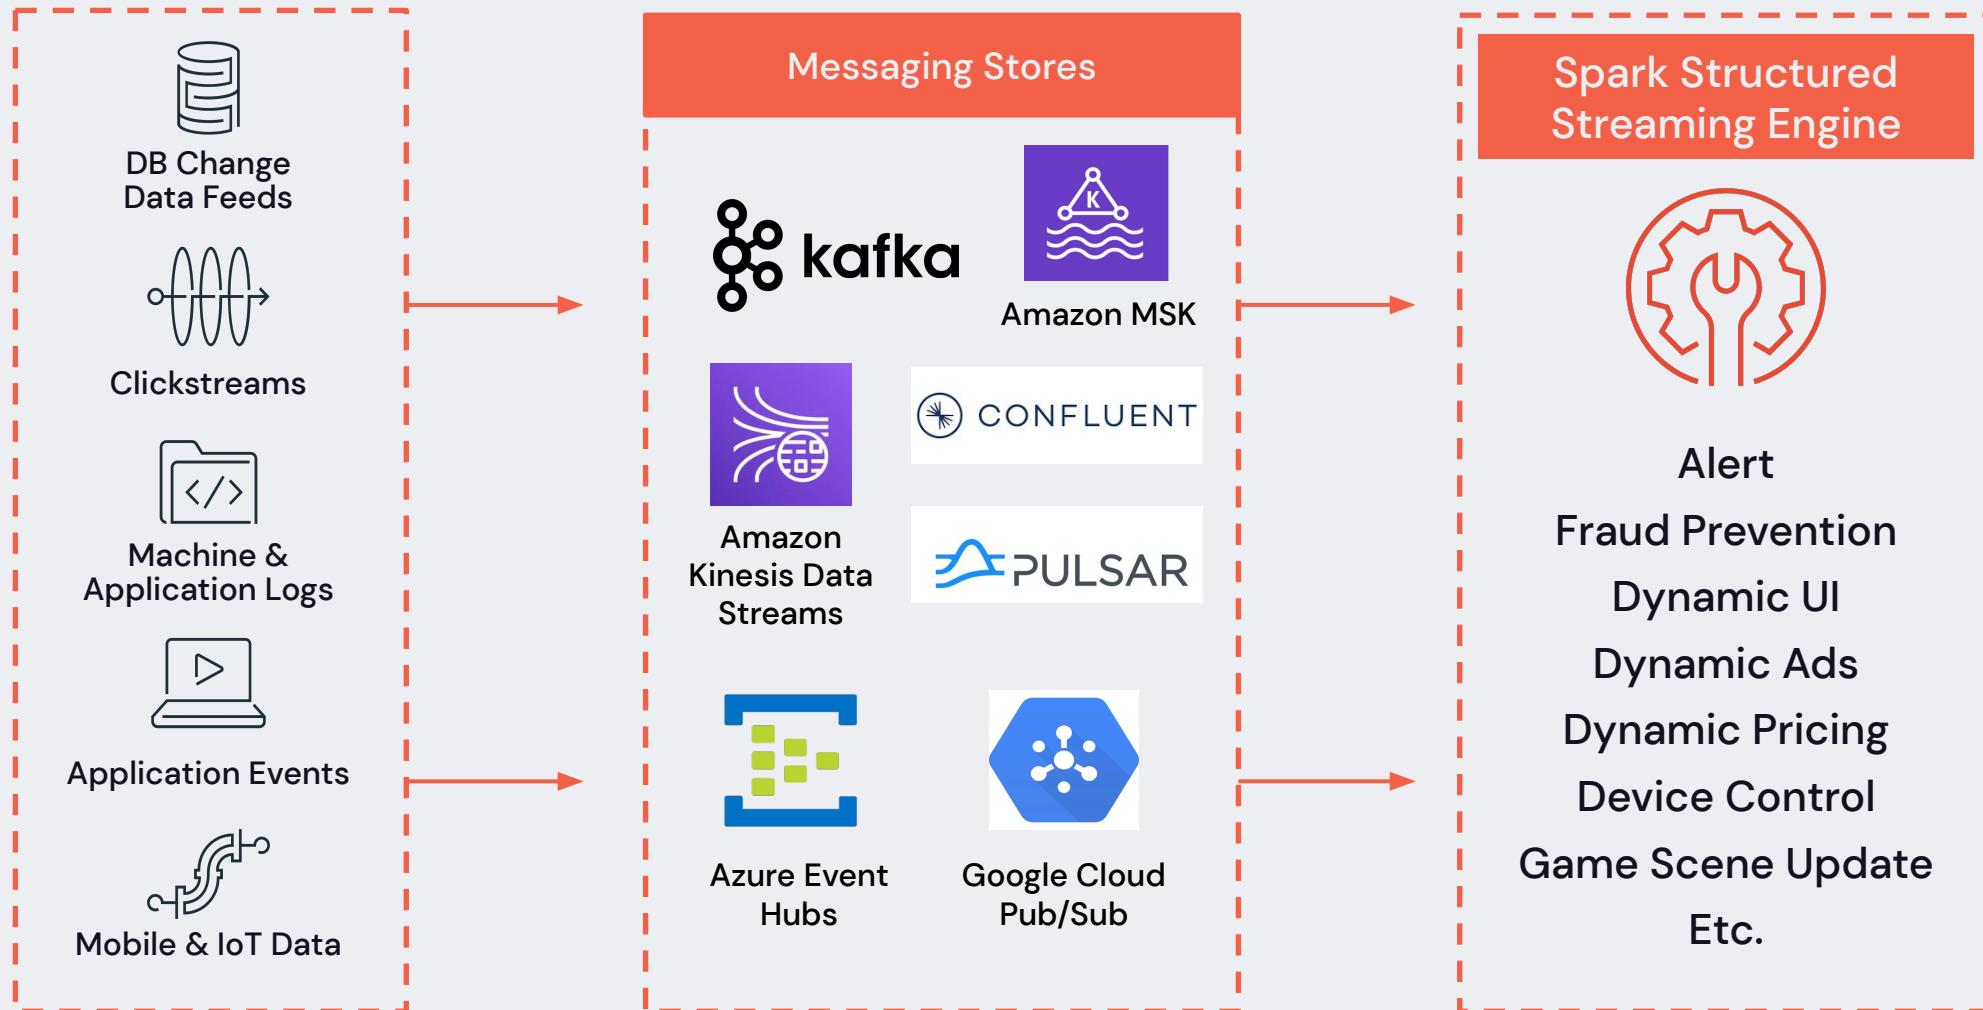 DB Change
Data Feeds
Clickstreams
</>
Machine &
Application Logs
Application Events
Mobile & IoT Data
Messaging Stores
kafka
K
Amazon MSK
CONFLUENT
Amazon
Kinesis Data
Streams
PULSAR
Azure Event
Hubs
Google Cloud
Pub/Sub
Spark Structured
Streaming Engine
Alert
Fraud Prevention
Dynamic UI
Dynamic Ads
Dynamic Pricing
Device Control
Game Scene Update
Etc.